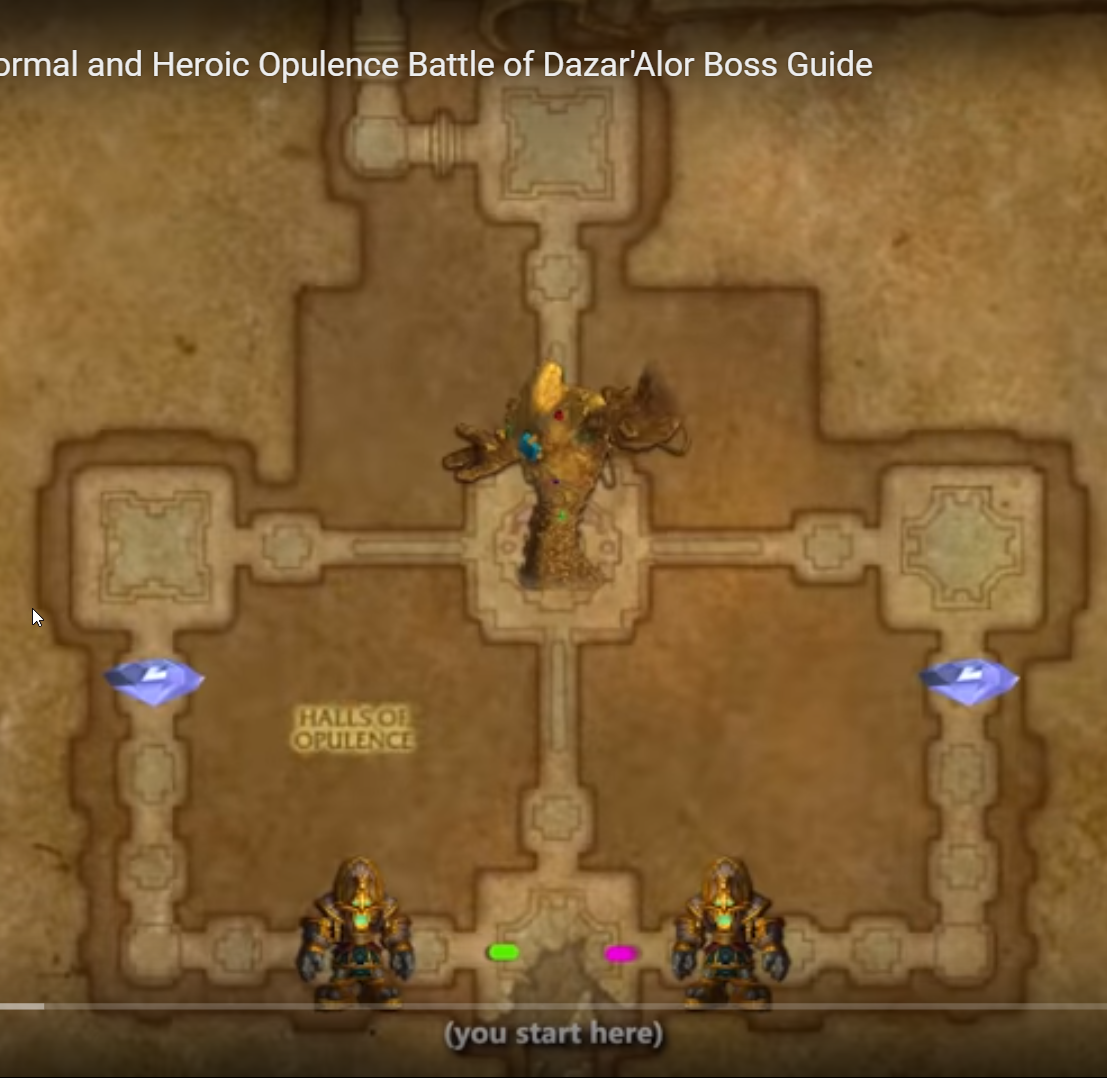 ormal and Heroic Opulence Battle of Dazar'Alor Boss Guide
HALLS OF
OPULENCE
(you start here)